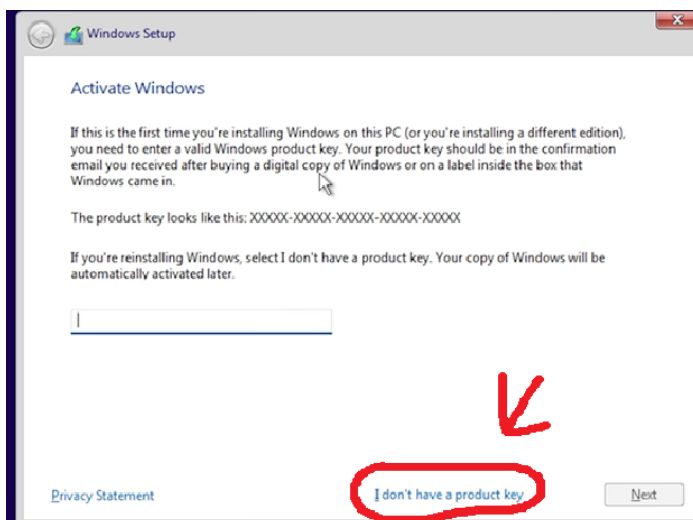 Windows Setup
Activate Windows
If this is the first time you're installing Windows on this PC (or you're installing a different edition),
you need to enter a valid Windows product key. Your product key should be in the confirmation
email you received after buying a digital copy of Windows or on a label inside the box that
Windows came in.
The product key looks like this: XXXXX-XXXXX-XXXXX-XXXXX-XXXXX
If you're reinstalling Windows, select I don't have a product key. Your copy of Windows will be
automatically activated later.
Privacy Statement
I don't have a product key
Next